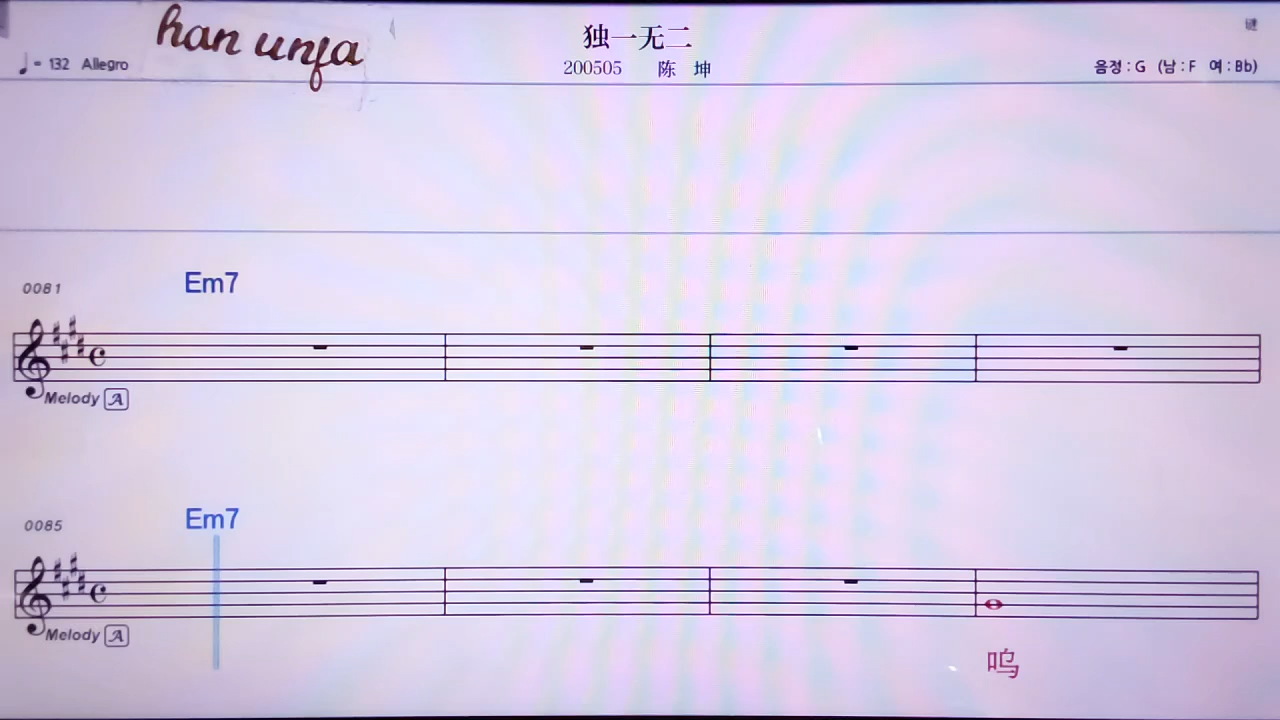 han unfa
独一无二
♩= 132 Allegro
200505 陈 坤
음정 : G (남 : F 여 : Bb)
0081
Em7
Melody A
0085
Em7
Melody A
呜